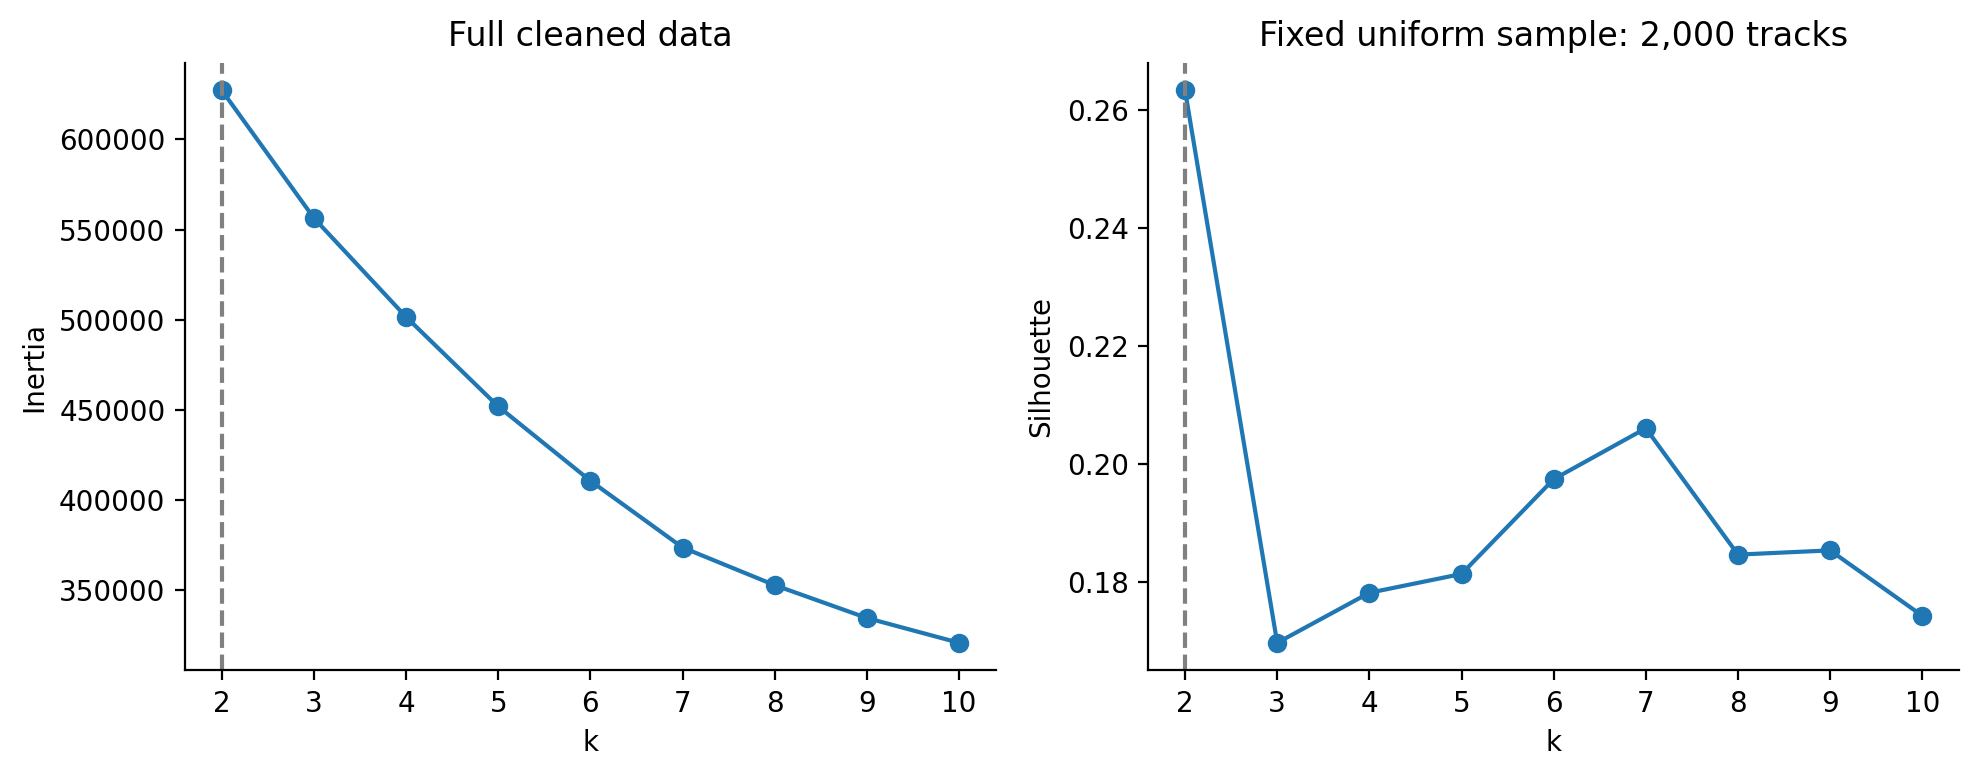 Full cleaned data
600000
550000
500000
450000
400000
350000
Inertia
2 3 4 5 6 7 8 9 10
k
Fixed uniform sample: 2,000 tracks
0.26
0.24
0.22
0.20
0.18
Silhouette
2 3 4 5 6 7 8 9 10
k